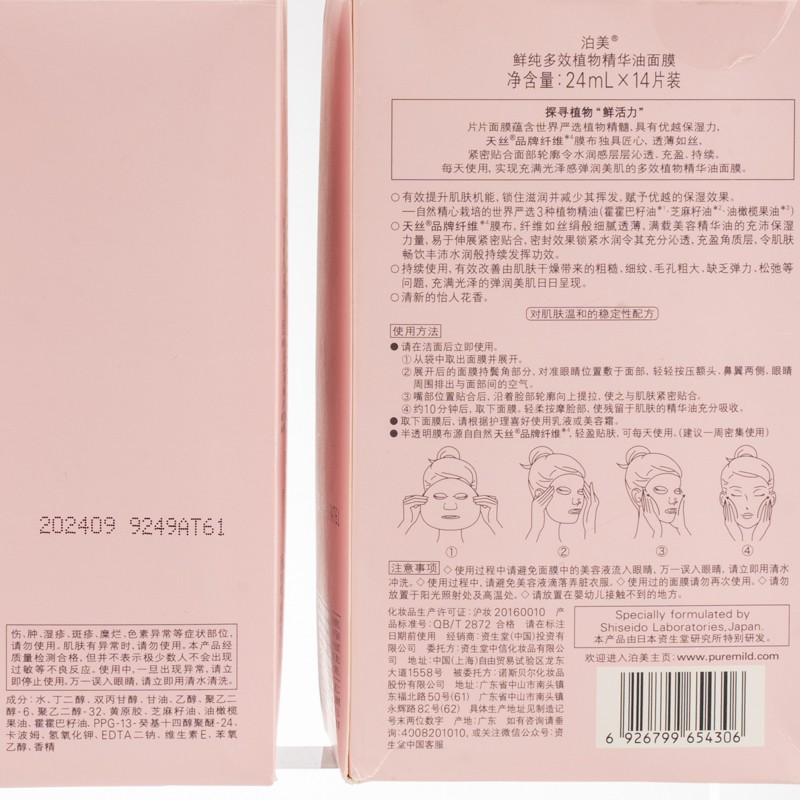 202409 9249AT61
伤、肿、湿疹、斑疹、糜烂、色素异常等症状部位,
请勿使用。肌肤有异常时,请勿使用。本产品经
质量检测合格,但并不表示极少数人不会出现
过敏等不良反应。使用中,一旦出现异常,请立
即停止使用。万一误入眼睛,请立即用清水清洗。
成分:水、丁二醇、双丙甘醇、甘油、乙醇、聚乙二
醇-6、聚乙二醇-32、黄原胶、芝麻籽油、油橄榄
果油、霍霍巴籽油、PPG-13-癸基十四醇聚醚-24、
卡波姆、氢氧化钾、EDTA二钠、维生素E、苯氧
乙醇、香精
泊美®
鲜纯多效植物精华油面膜
净含量:24mL×14片装
探寻植物“鲜活力”
片片面膜蕴含世界严选植物精髓,具有优越保湿力,
天丝®品牌纤维※4膜布独具匠心,透薄如丝,
紧密贴合面部轮廓令水润感层层沁透、充盈、持续。
每天使用,实现充满光泽感弹润美肌的多效植物精华油面膜。
○有效提升肌肤机能,锁住滋润并减少其挥发,赋予优越的保湿效果。
—自然精心栽培的世界严选3种植物精油(霍霍巴籽油※1·芝麻籽油※2·油橄榄果油※3)
○天丝®品牌纤维※4膜布,纤维如丝绢般细腻透薄,满载美容精华油的充沛保湿
力量,易于伸展紧密贴合,密封效果锁紧水润令其充分沁透、充盈角质层,令肌肤
畅饮丰沛水润般持续发挥功效。
○持续使用,有效改善由肌肤干燥带来的粗糙、细纹、毛孔粗大、缺乏弹力、松弛等
问题,充满光泽的弹润美肌日日呈现。
○清新的怡人花香。
对肌肤温和的稳定性配方
使用方法
●请在洁面后立即使用。
①从袋中取出面膜并展开。
②展开后的面膜持鬓角部分,对准眼睛位置敷于面部,轻轻按压额头、鼻翼两侧、眼睛
周围排出与面部间的空气。
③嘴部位置贴合后,沿着脸部轮廓向上提拉,使之与肌肤紧密贴合。
④约10分钟后,取下面膜。轻柔按摩脸部,使残留于肌肤的精华油充分吸收。
●取下面膜后,请根据护理喜好使用乳液或美容霜。
●半透明膜布源自自然天丝®品牌纤维※4,轻盈贴肤,可每天使用。(建议一周密集使用)
① ② ③ ④
注意事项 ◇使用过程中请避免面膜中的美容液流入眼睛,万一误入眼睛,请立即用清水
冲洗。◇使用过程中,请避免美容液滴落弄脏衣服。◇使用过的面膜请勿再次使用。◇请勿
放置于阳光照射处及高温处。◇请放置在婴幼儿接触不到的地方。
化妆品生产许可证:沪妆20160010 产
品标准号:QB/T 2872 合格 请在标注
日期前使用 经销商:资生堂(中国)投资有
限公司 委托方:资生堂中信化妆品有限公
司 地址:中国(上海)自由贸易试验区龙东
大道1558号 被委托方:诺斯贝尔化妆品
股份有限公司 地址:广东省中山市南头镇
东福北路50号(61) 广东省中山市南头镇
永辉路82号(62) 具体生产地址见制造记
号末两位数字 产地:广东 如有咨询请垂
询:4008201010,或关注微信公众号:资
生堂中国客服
Specially formulated by
Shiseido Laboratories, Japan.
本产品由日本资生堂研究所特别研发。
欢迎进入泊美主页:www.puremild.com
6 926799 654306